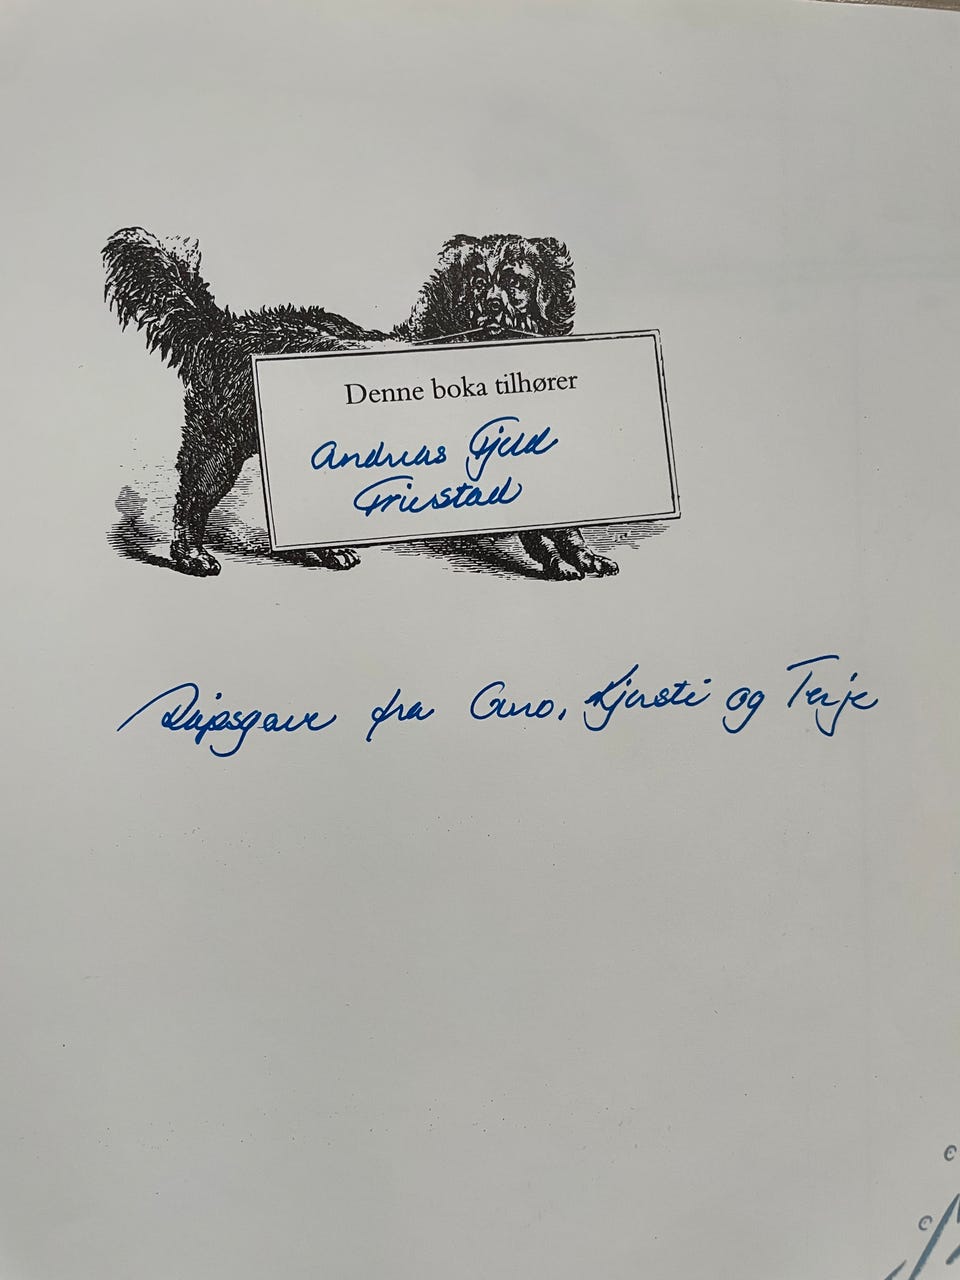 Denne boka tilhører
Andreas Fjeld
Friestad
Dåpsgave fra Guro, Kjersti og Terje